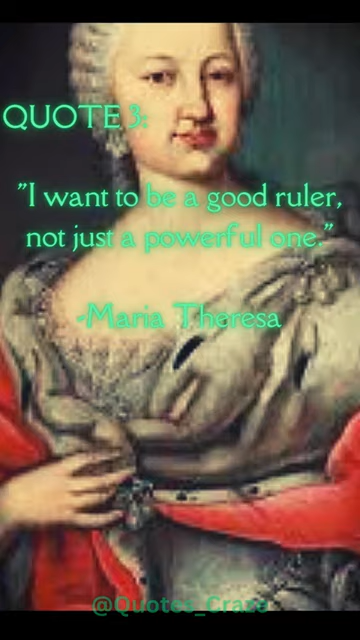 QUOTE 3:
"I want to be a good ruler,
not just a powerful one."
-Maria Theresa
@Quotes_Craze